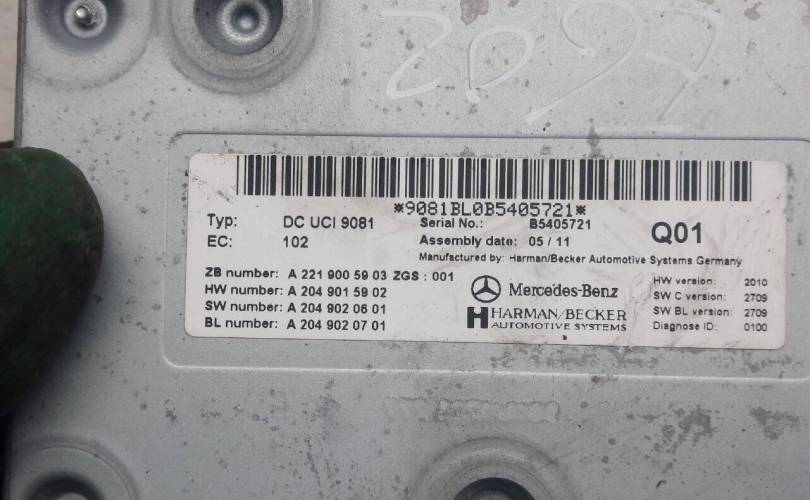 2097
*9081BL0B5405721*
Typ: DC UCI 9081 Serial No.: B5405721 Q01
EC: 102 Assembly date: 05 / 11
Manufactured by: Harman/Becker Automotive Systems Germany
ZB number: A 221 900 59 03 ZGS : 001
HW number: A 204 901 59 02
SW number: A 204 902 06 01
BL number: A 204 902 07 01
Mercedes-Benz
HARMAN/BECKER
AUTOMOTIVE SYSTEMS
HW version: 2010
SW C version: 2709
SW BL version: 2709
Diagnose ID: 0100